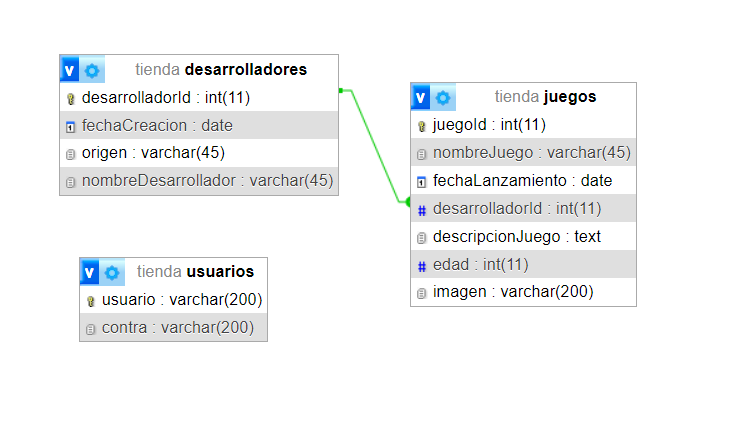 v tienda desarrolladores
desarrolladorId : int(11)
fechaCreacion : date
origen : varchar(45)
nombreDesarrollador : varchar(45)
v tienda juegos
juegoId : int(11)
nombreJuego : varchar(45)
fechaLanzamiento : date
# desarrolladorId : int(11)
descripcionJuego : text
# edad : int(11)
imagen : varchar(200)
v tienda usuarios
usuario : varchar(200)
contra : varchar(200)